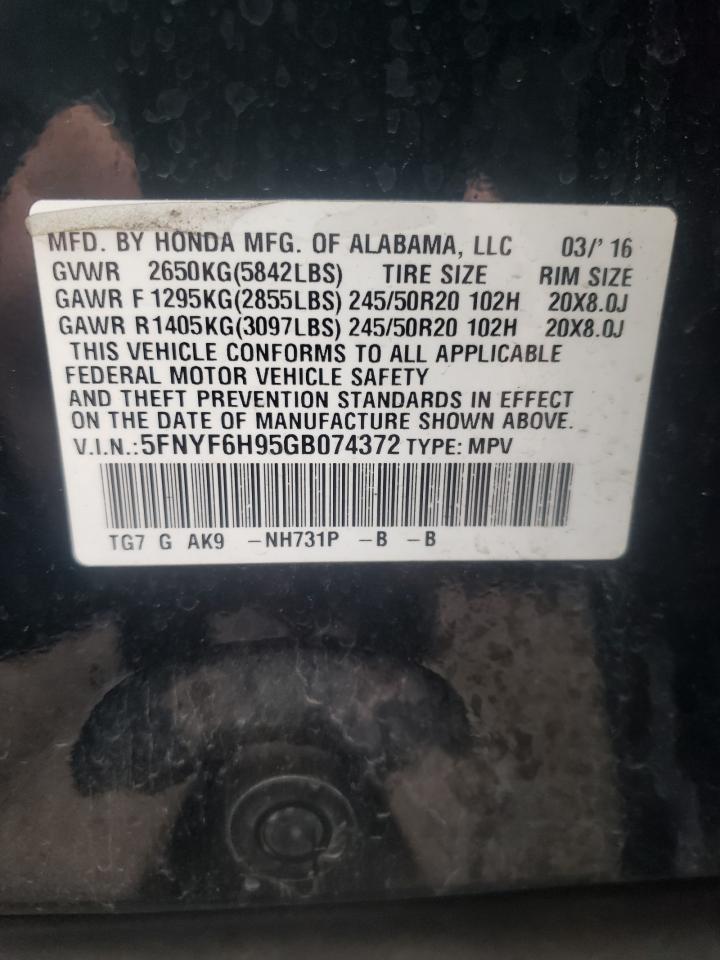 MFD. BY HONDA MFG. OF ALABAMA, LLC 03/' 16
GVWR 2650KG(5842LBS) TIRE SIZE RIM SIZE
GAWR F 1295KG(2855LBS) 245/50R20 102H 20X8.0J
GAWR R1405KG(3097LBS) 245/50R20 102H 20X8.0J
THIS VEHICLE CONFORMS TO ALL APPLICABLE
FEDERAL MOTOR VEHICLE SAFETY
AND THEFT PREVENTION STANDARDS IN EFFECT
ON THE DATE OF MANUFACTURE SHOWN ABOVE.
V.I.N.:5FNYF6H95GB074372 TYPE: MPV
TG7 G AK9 -NH731P -B -B